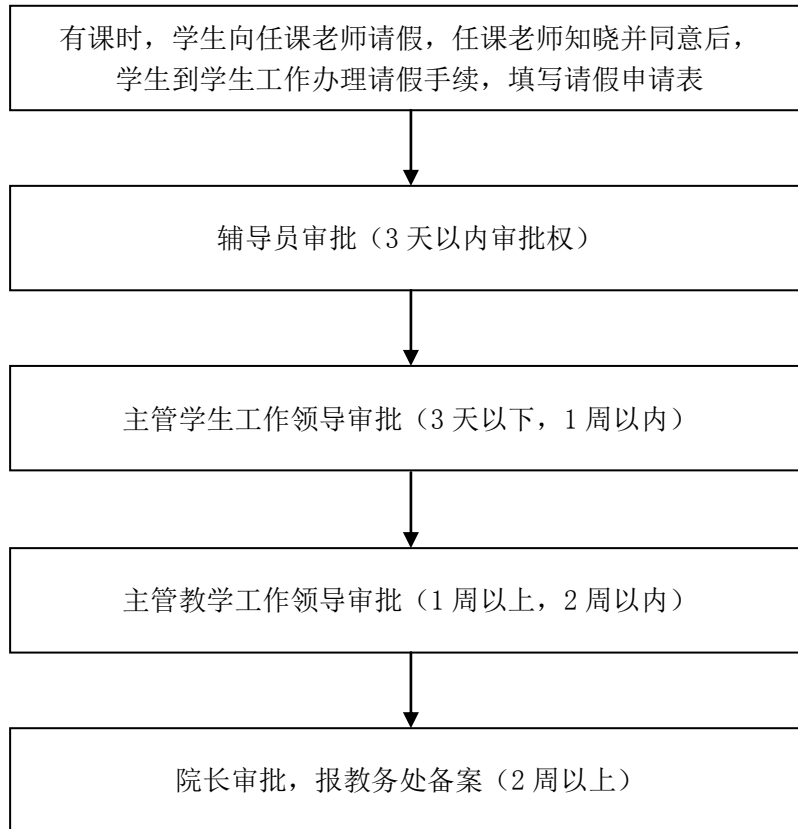 有课时，学生向任课老师请假，任课老师知晓并同意后，
学生到学生工作办理请假手续，填写请假申请表
辅导员审批（3 天以内审批权）
主管学生工作领导审批（3 天以下，1 周以内）
主管教学工作领导审批（1 周以上，2 周以内）
院长审批，报教务处备案（2 周以上）